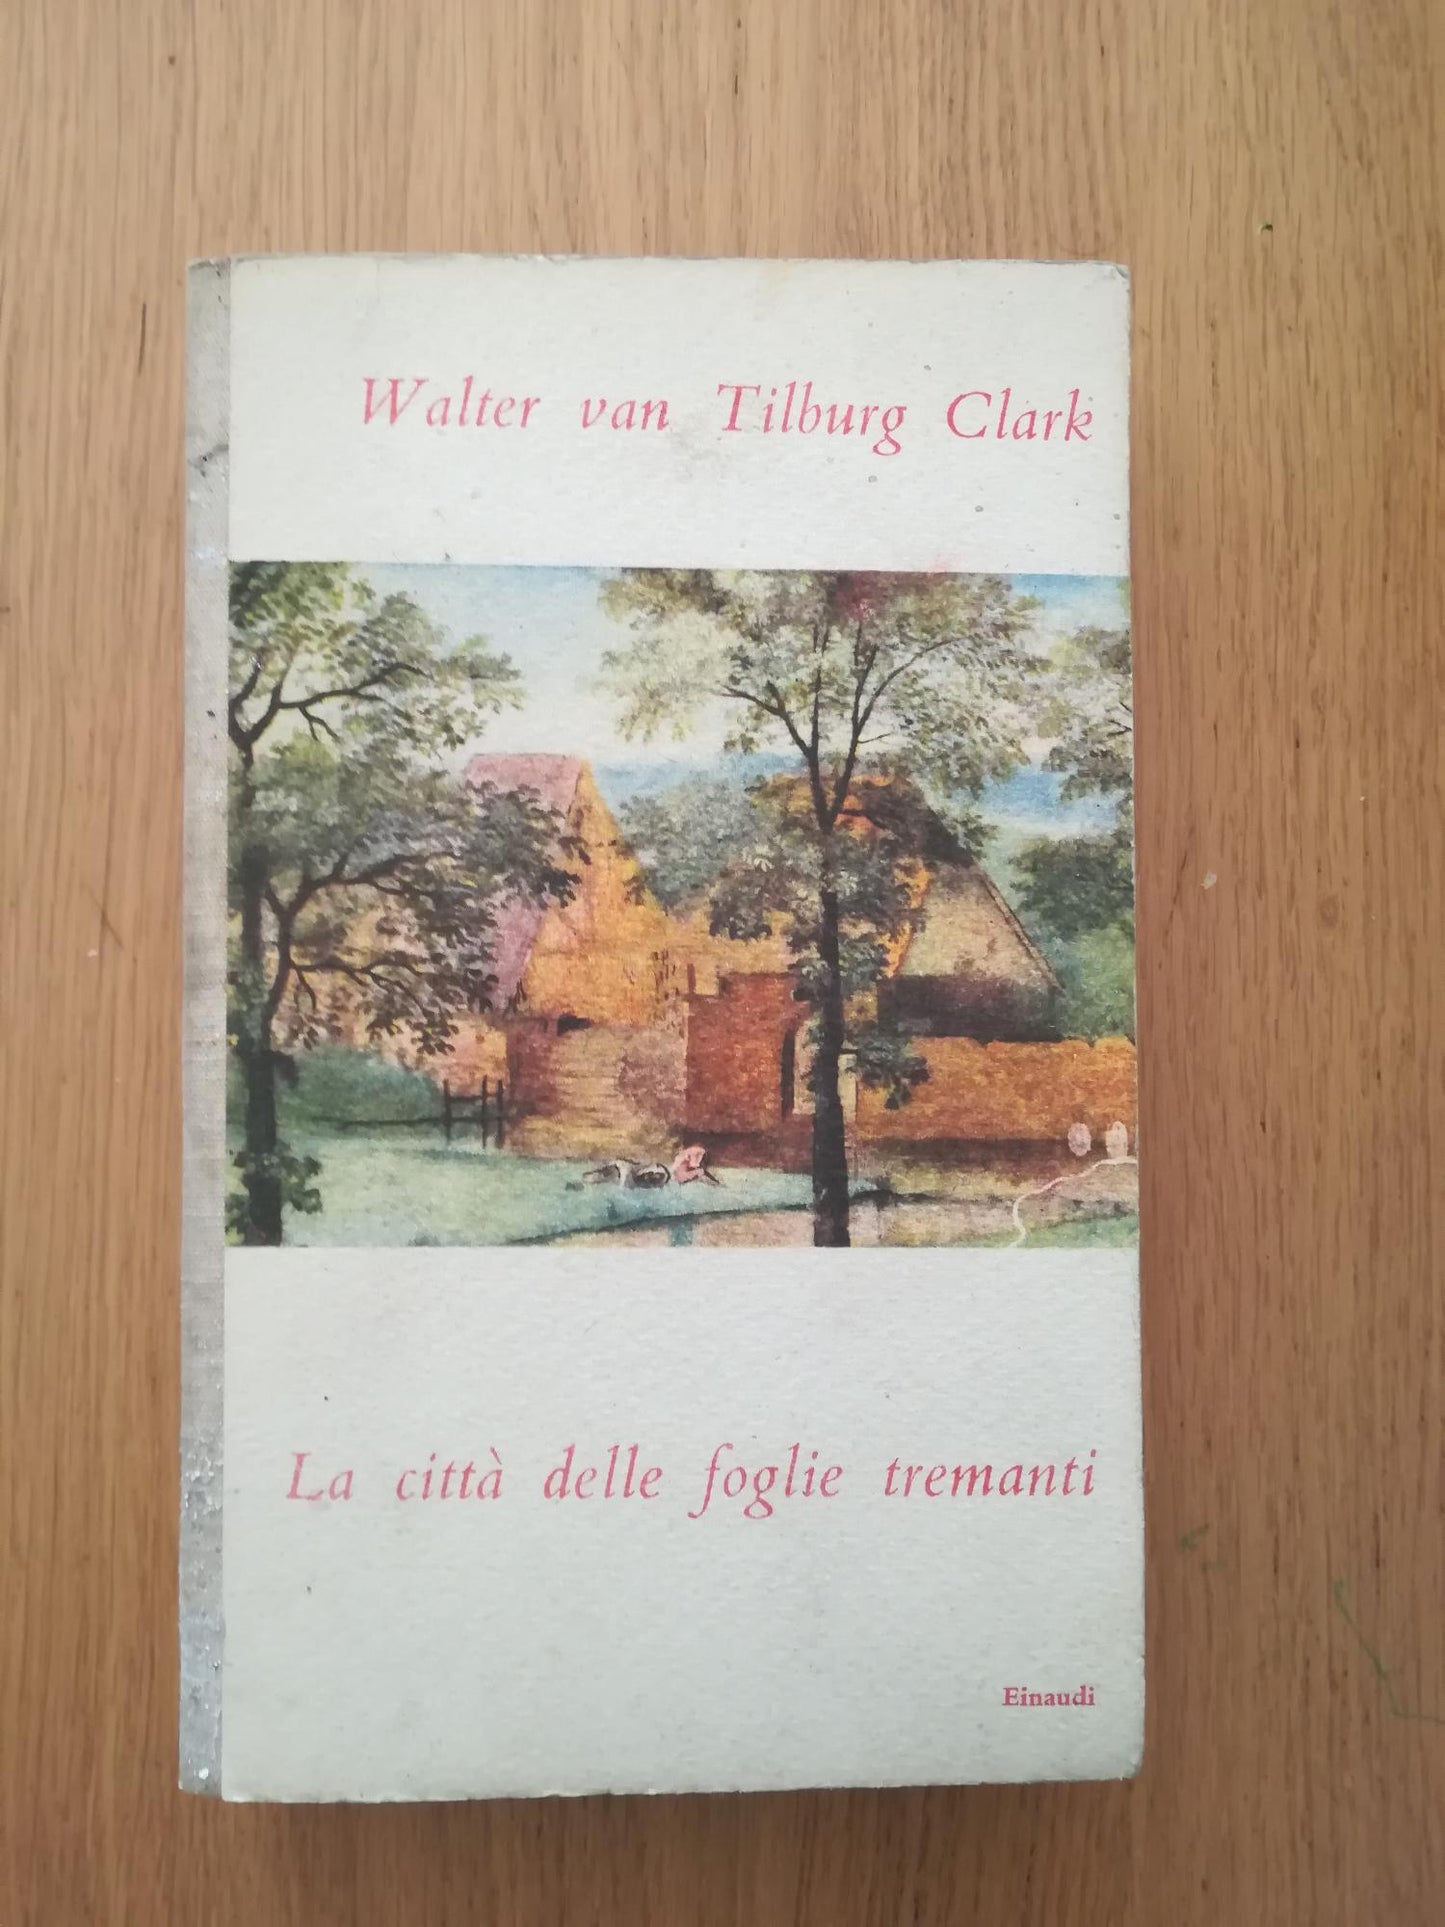 Walter van Tilburg Clark
La città delle foglie tremanti
Einaudi